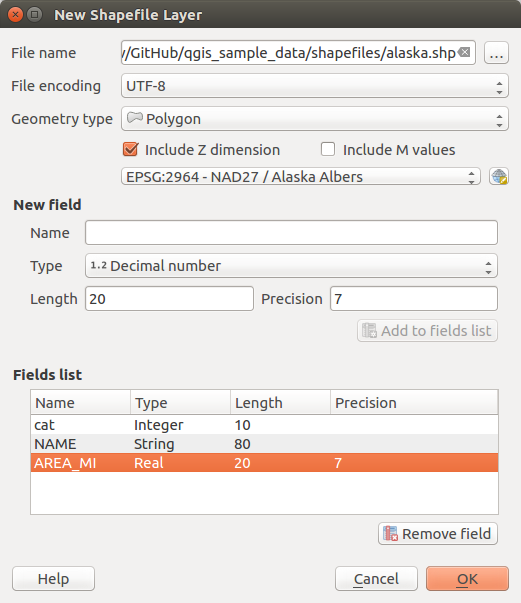 New Shapefile Layer
File name /GitHub/qgis_sample_data/shapefiles/alaska.shp ...
File encoding UTF-8
Geometry type Polygon
Include Z dimension Include M values
EPSG:2964 - NAD27 / Alaska Albers
New field
Name
Type 1.2 Decimal number
Length 20 Precision 7
Add to fields list
Fields list
Name Type Length Precision
cat Integer 10
NAME String 80
AREA_MI Real 20 7
Remove field
Help Cancel OK